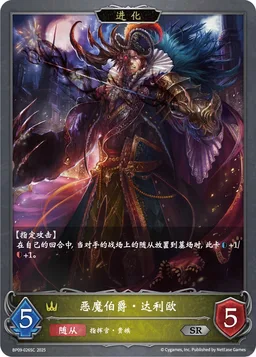 进化
【指定攻击】
在自己的回合中，当对手的战场上的随从放置到墓场时，此卡+1/
+1。
恶魔伯爵·达利欧
5
5
随从
指挥官·贵族
SR
BP09-026SC 2025
© Cygames, Inc. Published by NetEase Games